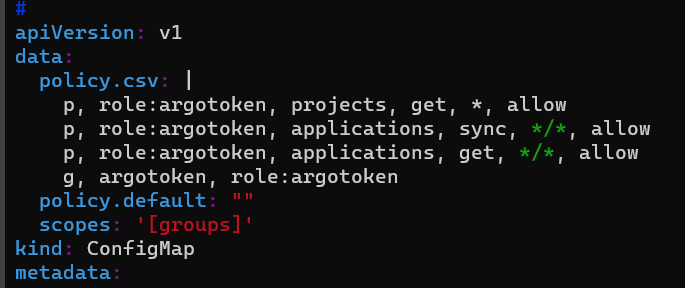 #
apiVersion: v1
data:
  policy.csv: |
    p, role:argotoken, projects, get, *, allow
    p, role:argotoken, applications, sync, */*, allow
    p, role:argotoken, applications, get, */*, allow
    g, argotoken, role:argotoken
  policy.default: ""
  scopes: '[groups]'
kind: ConfigMap
metadata: